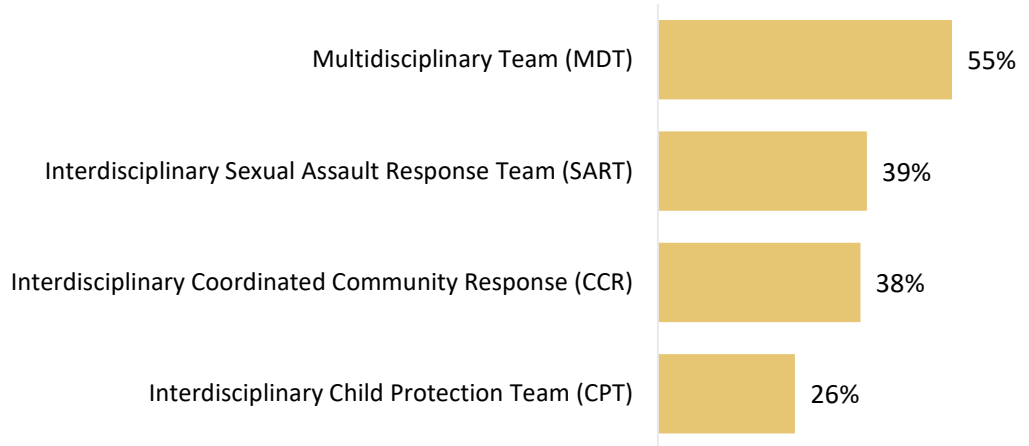 Multidisciplinary Team (MDT) 55%
Interdisciplinary Sexual Assault Response Team (SART) 39%
Interdisciplinary Coordinated Community Response (CCR) 38%
Interdisciplinary Child Protection Team (CPT) 26%